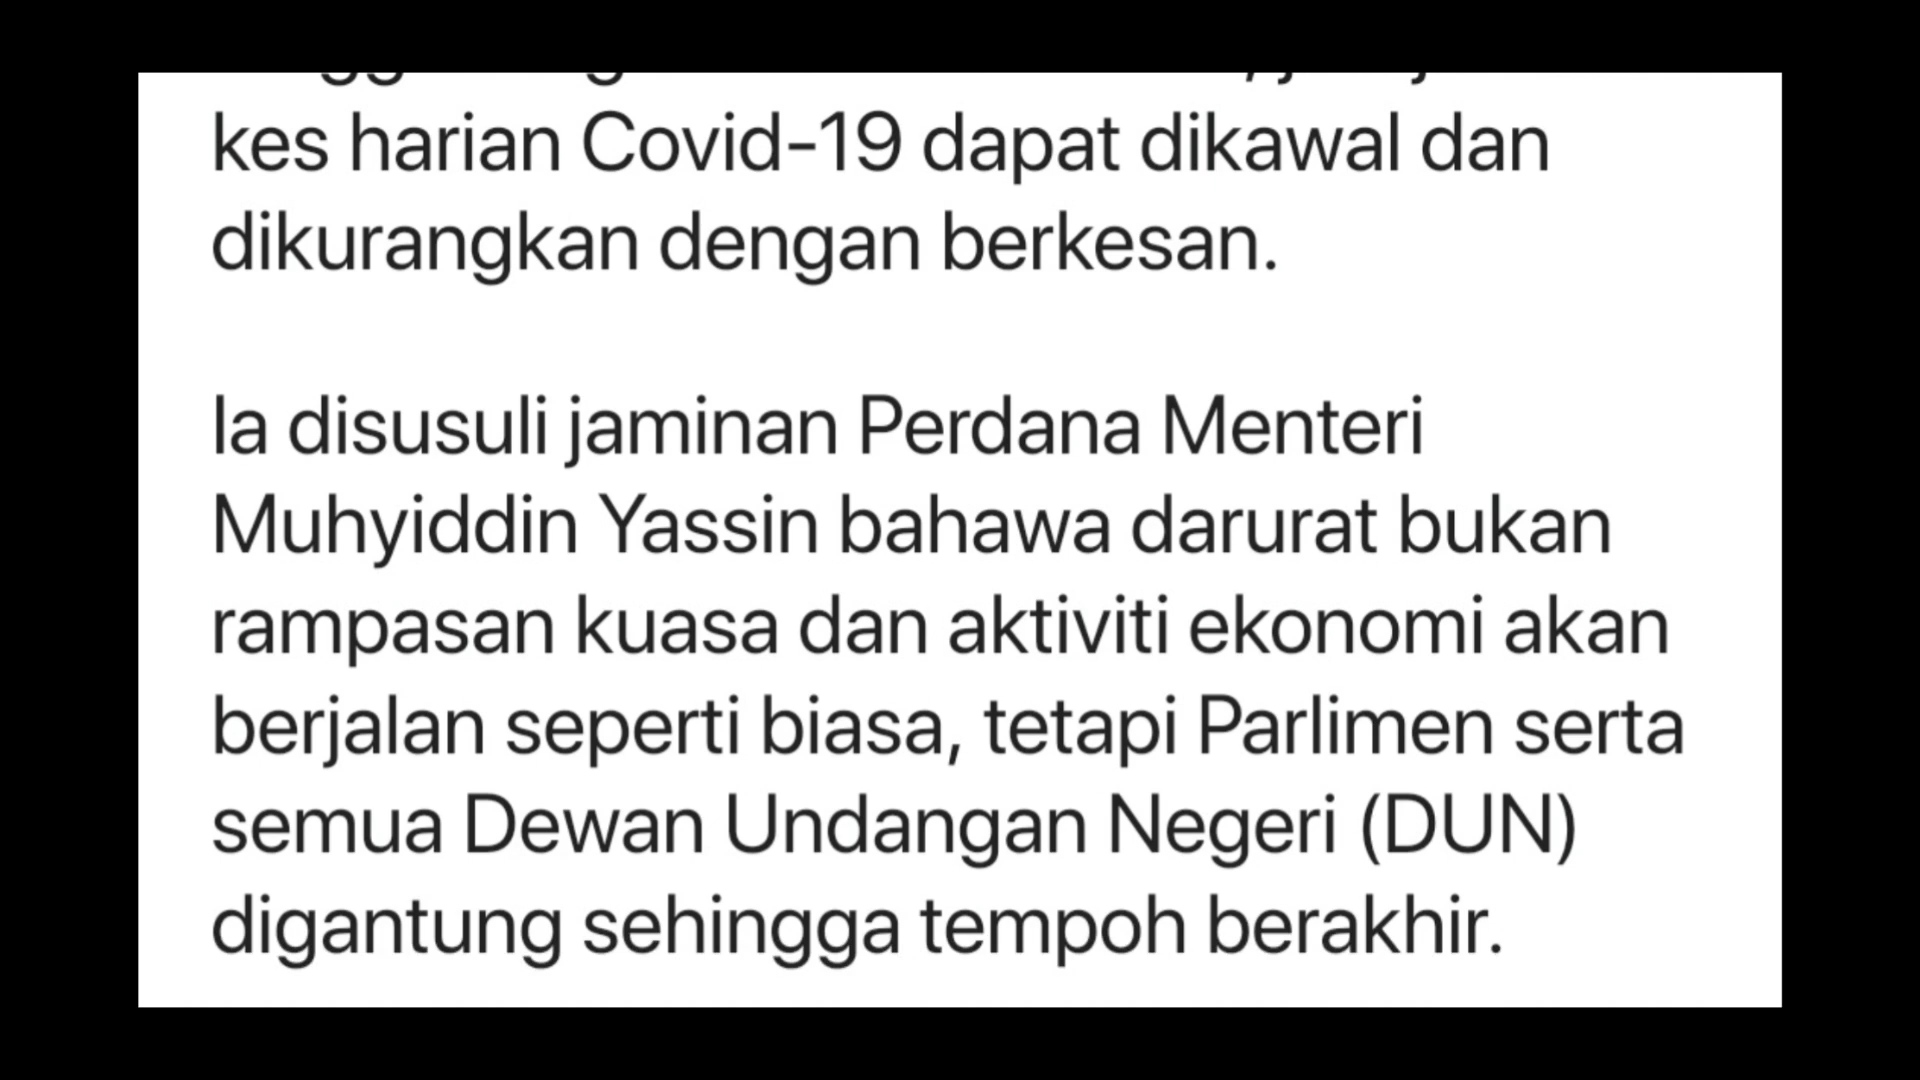 kes harian Covid-19 dapat dikawal dan
dikurangkan dengan berkesan.
Ia disusuli jaminan Perdana Menteri
Muhyiddin Yassin bahawa darurat bukan
rampasan kuasa dan aktiviti ekonomi akan
berjalan seperti biasa, tetapi Parlimen serta
semua Dewan Undangan Negeri (DUN)
digantung sehingga tempoh berakhir.